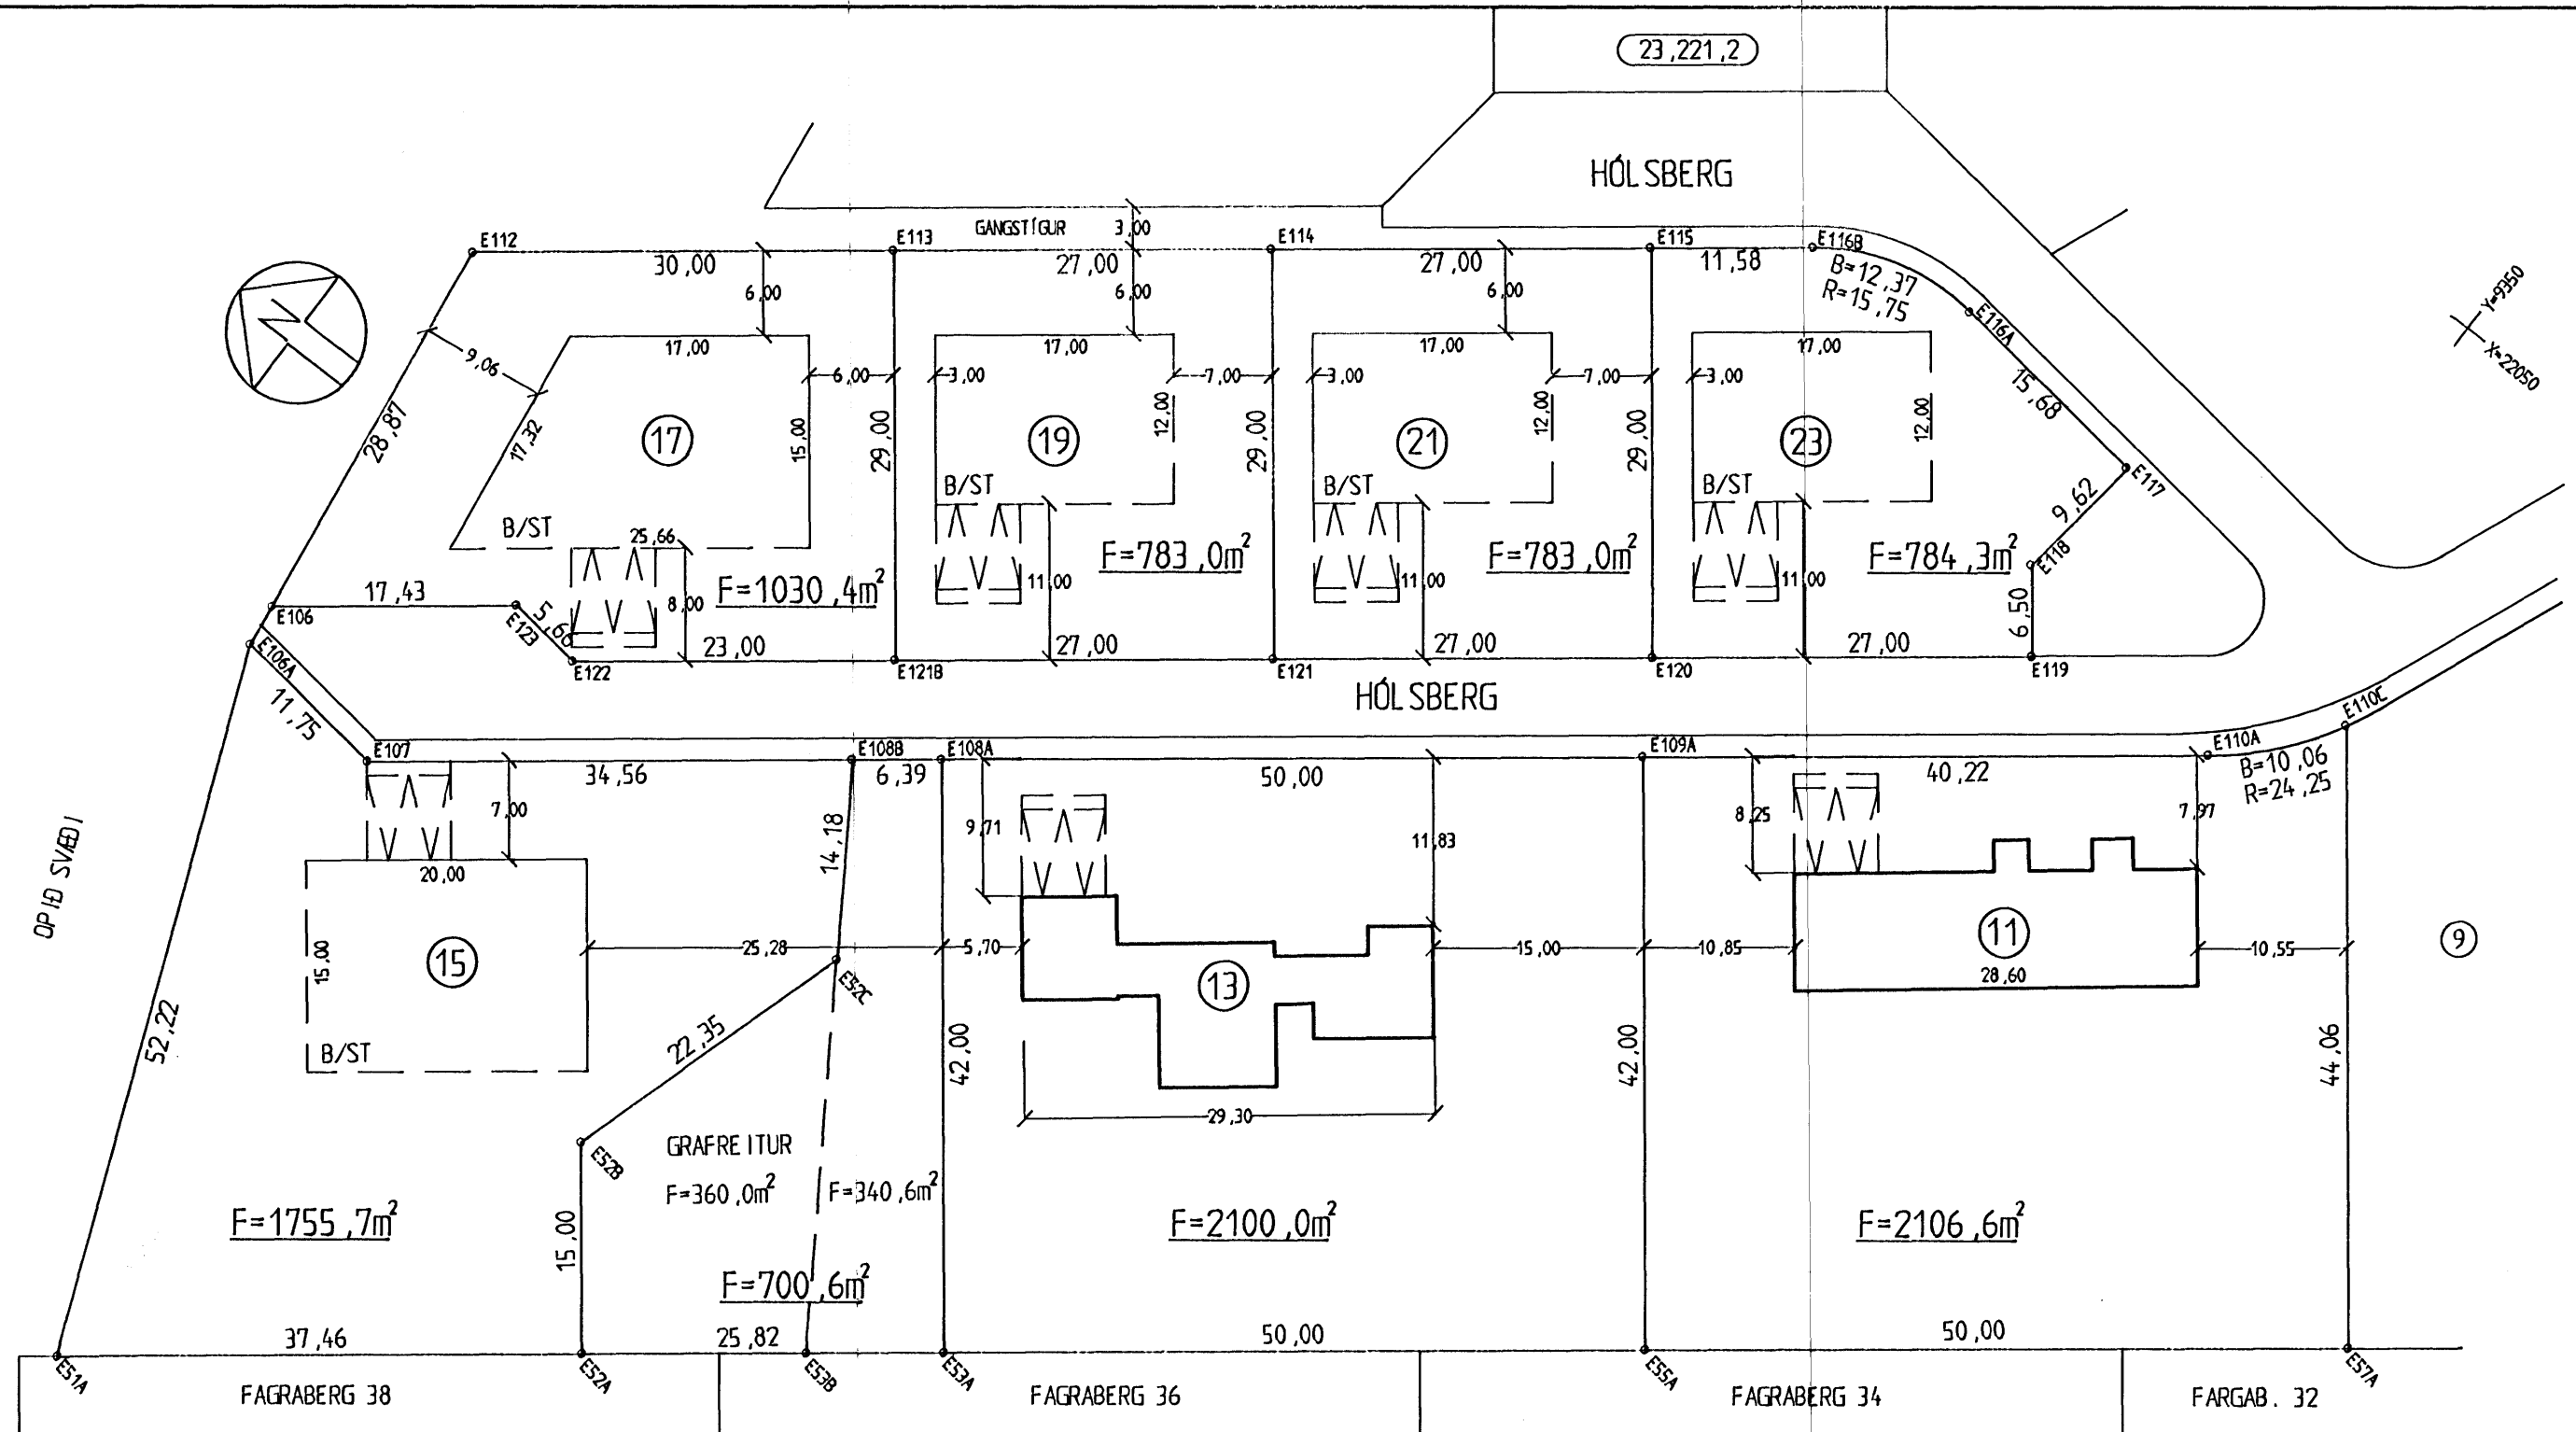 23,221,2
HÓLSBERG
GANGSTÍGUR 3,00
E112
E113
E114
E115
E116B
30,00
27,00
27,00
11,58
B=12,37
R=15,75
6,00
6,00
6,00
E116A
Y=9350
X=22050
N
9,06
17,00
17,00
17,00
17,00
6,00
3,00
7,00
3,00
7,00
3,00
15,68
28,87
17,32
17
15,00
29,00
19
12,00
29,00
21
12,00
29,00
23
12,00
E117
9,62
B/ST
B/ST
B/ST
B/ST
25,66
F=1030,4m²
F=783,0m²
F=783,0m²
F=784,3m²
E118
8,00
11,00
11,00
11,00
6,50
17,43
E106
E123
5,66
E122
23,00
E121B
27,00
E121
27,00
E120
27,00
E119
E106A
11,75
HÓLSBERG
E110C
E107
E108B
E108A
E109A
E110A
34,56
6,39
50,00
40,22
B=10,06
R=24,25
7,00
14,18
9,71
11,83
8,25
7,97
OPIÐ SVÆÐI
20,00
15,00
15
25,28
5,70
13
15,00
10,85
11
28,60
10,55
9
E52C
52,22
B/ST
22,35
42,00
29,30
42,00
44,06
E52B
GRAFREITUR
F=360,0m²
F=340,6m²
F=1755,7m²
15,00
F=2100,0m²
F=2106,6m²
F=700,6m²
37,46
25,82
50,00
50,00
E51A
E52A
E53B
E53A
E55A
E57A
FAGRABERG 38
FAGRABERG 36
FAGRABERG 34
FARGAB. 32